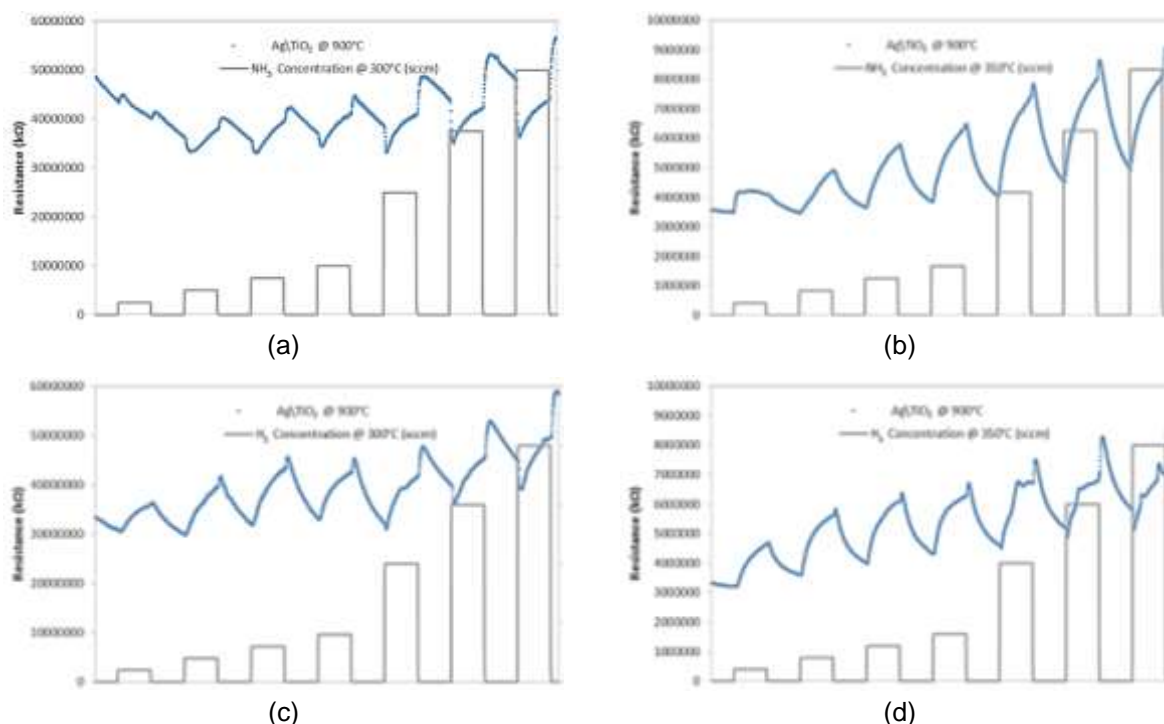 60000000
50000000
40000000
30000000
20000000
10000000
0
Resistance (kΩ)
Ag\TiO₂ @ 900°C
NH₃ Concentration @ 300°C (sccm)
(a)
10000000
9000000
8000000
7000000
6000000
5000000
4000000
3000000
2000000
1000000
0
Resistance (kΩ)
Ag\TiO₂ @ 900°C
NH₃ Concentration @ 350°C (sccm)
(b)
60000000
50000000
40000000
30000000
20000000
10000000
0
Resistance (kΩ)
Ag\TiO₂ @ 900°C
Concentration @ 300°C (sccm)
(c)
10000000
9000000
8000000
7000000
6000000
5000000
4000000
3000000
2000000
1000000
0
Resistance (kΩ)
Ag\TiO₂ @ 900°C
Concentration @ 350°C (sccm)
(d)